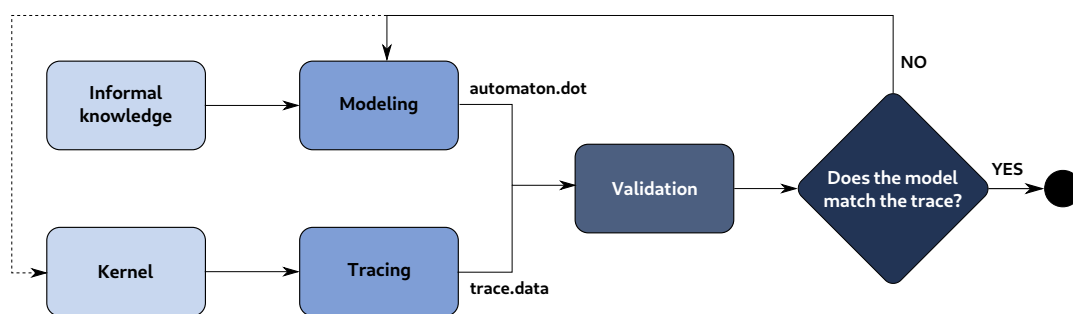 NO
Informal
knowledge
Modeling
automaton.dot
Validation
Does the model
match the trace?
YES
Kernel
Tracing
trace.data